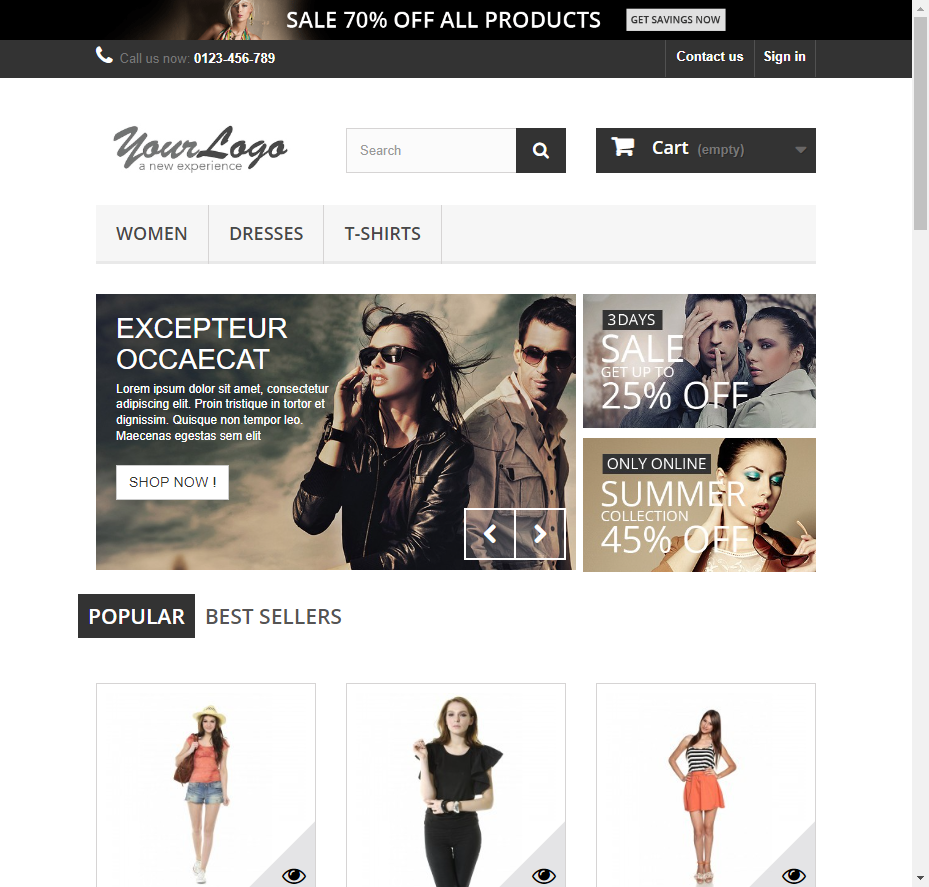 SALE 70% OFF ALL PRODUCTS GET SAVINGS NOW
Call us now: 0123-456-789 Contact us Sign in
YourLogo
a new experience
Search
Cart (empty)
WOMEN DRESSES T-SHIRTS
EXCEPTEUR
OCCAECAT
Lorem ipsum dolor sit amet, consectetur
adipiscing elit. Proin tristique in tortor et
dignissim. Quisque non tempor leo.
Maecenas egestas sem elit
SHOP NOW !
3 DAYS
SALE
GET UP TO
25% OFF
ONLY ONLINE
SUMMER
COLLECTION
45% OFF
POPULAR BEST SELLERS